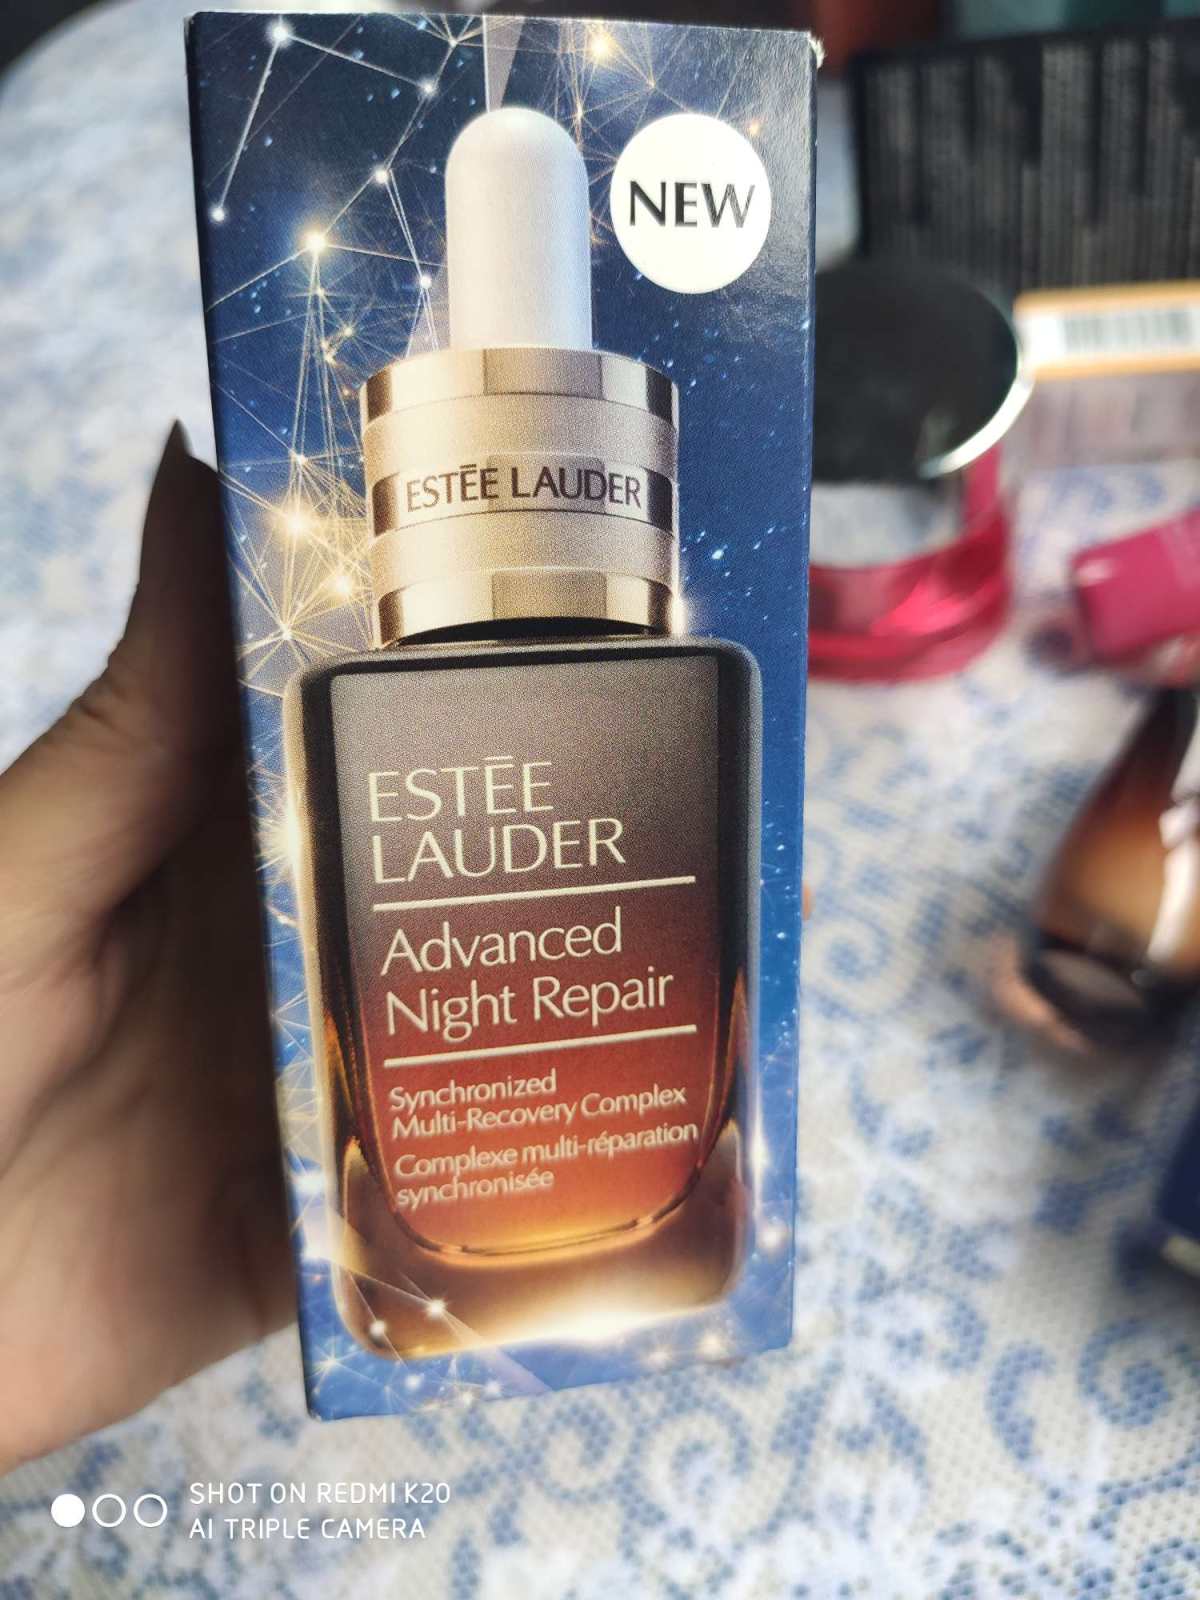 NEW
ESTĒE LAUDER
ESTĒE
LAUDER
Advanced
Night Repair
Synchronized
Multi-Recovery Complex
Complexe multi-réparation
synchronisée
SHOT ON REDMI K20
AI TRIPLE CAMERA